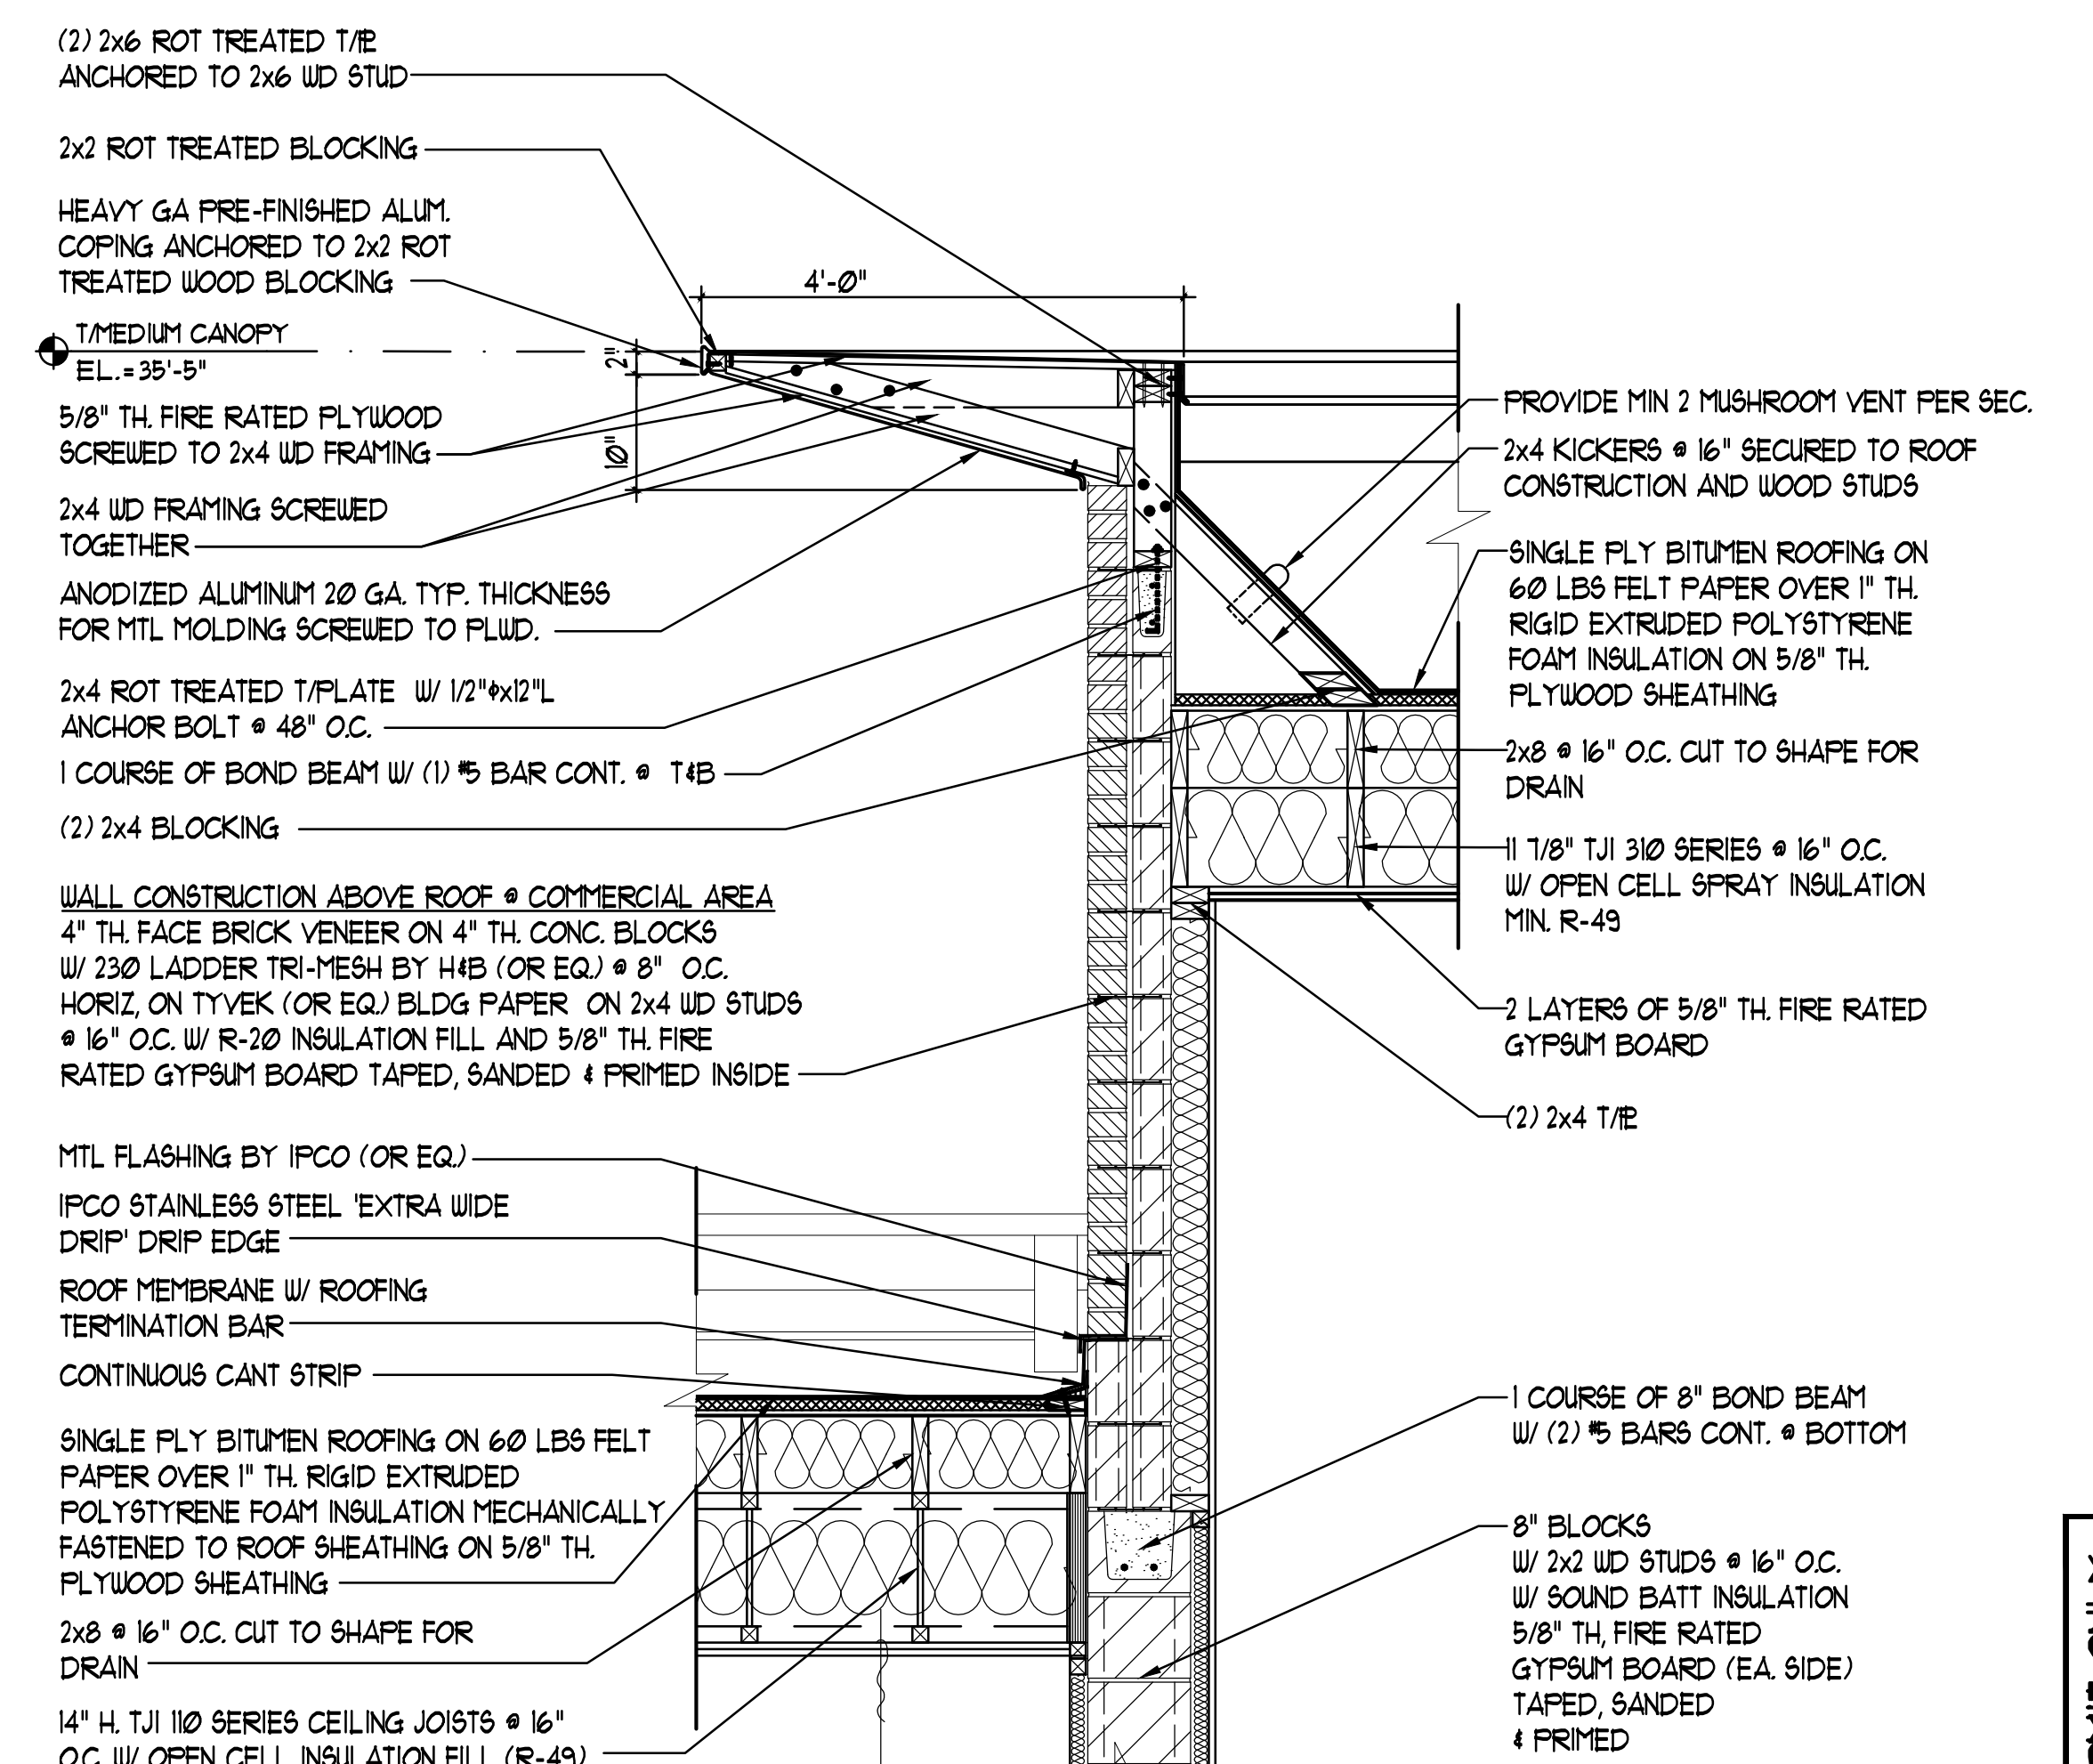 (2) 2x6 ROT TREATED T/PL
ANCHORED TO 2x6 WD STUD
2x2 ROT TREATED BLOCKING
HEAVY GA PRE-FINISHED ALUM.
COPING ANCHORED TO 2x2 ROT
TREATED WOOD BLOCKING
T/MEDIUM CANOPY
EL.= 35'-5"
5/8" TH. FIRE RATED PLYWOOD
SCREWED TO 2x4 WD FRAMING
2x4 WD FRAMING SCREWED
TOGETHER
ANODIZED ALUMINUM 20 GA. TYP. THICKNESS
FOR MTL MOLDING SCREWED TO PLWD.
2x4 ROT TREATED T/PLATE W/ 1/2"ϕx12"L
ANCHOR BOLT @ 48" O.C.
1 COURSE OF BOND BEAM W/ (1) #5 BAR CONT. @ T&B
(2) 2x4 BLOCKING
WALL CONSTRUCTION ABOVE ROOF @ COMMERCIAL AREA
4" TH. FACE BRICK VENEER ON 4" TH. CONC. BLOCKS
W/ 230 LADDER TRI-MESH BY H&B (OR EQ.) @ 8" O.C.
HORIZ, ON TYVEK (OR EQ.) BLDG PAPER ON 2x4 WD STUDS
@ 16" O.C. W/ R-20 INSULATION FILL AND 5/8" TH. FIRE
RATED GYPSUM BOARD TAPED, SANDED & PRIMED INSIDE
MTL FLASHING BY IPCO (OR EQ.)
IPCO STAINLESS STEEL 'EXTRA WIDE
DRIP' DRIP EDGE
ROOF MEMBRANE W/ ROOFING
TERMINATION BAR
CONTINUOUS CANT STRIP
SINGLE PLY BITUMEN ROOFING ON 60 LBS FELT
PAPER OVER 1" TH. RIGID EXTRUDED
POLYSTYRENE FOAM INSULATION MECHANICALLY
FASTENED TO ROOF SHEATHING ON 5/8" TH.
PLYWOOD SHEATHING
2x8 @ 16" O.C. CUT TO SHAPE FOR
DRAIN
14" H. TJI 110 SERIES CEILING JOISTS @ 16"
O.C. W/ OPEN CELL INSULATION FILL (R-49)
4'-0"
2"
10"
PROVIDE MIN 2 MUSHROOM VENT PER SEC.
2x4 KICKERS @ 16" SECURED TO ROOF
CONSTRUCTION AND WOOD STUDS
SINGLE PLY BITUMEN ROOFING ON
60 LBS FELT PAPER OVER 1" TH.
RIGID EXTRUDED POLYSTYRENE
FOAM INSULATION ON 5/8" TH.
PLYWOOD SHEATHING
2x8 @ 16" O.C. CUT TO SHAPE FOR
DRAIN
11 7/8" TJI 310 SERIES @ 16" O.C.
W/ OPEN CELL SPRAY INSULATION
MIN. R-49
2 LAYERS OF 5/8" TH. FIRE RATED
GYPSUM BOARD
(2) 2x4 T/PL
1 COURSE OF 8" BOND BEAM
W/ (2) #5 BARS CONT. @ BOTTOM
8" BLOCKS
W/ 2x2 WD STUDS @ 16" O.C.
W/ SOUND BATT INSULATION
5/8" TH, FIRE RATED
GYPSUM BOARD (EA. SIDE)
TAPED, SANDED
& PRIMED